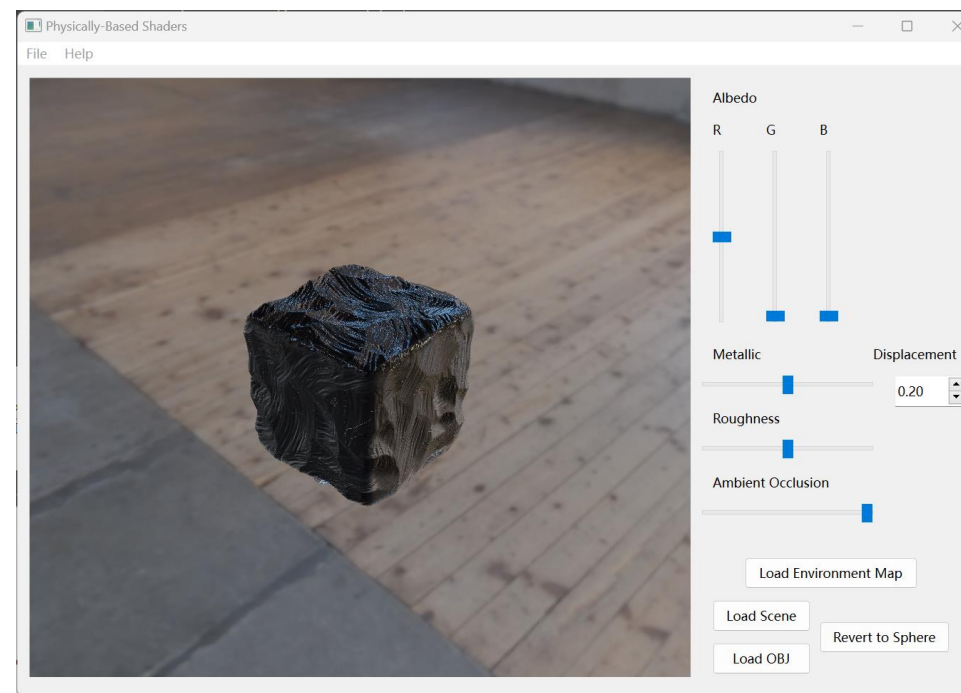 Physically-Based Shaders
File Help
Albedo
R G B
Metallic Displacement
0.20
Roughness
Ambient Occlusion
Load Environment Map
Load Scene
Revert to Sphere
Load OBJ